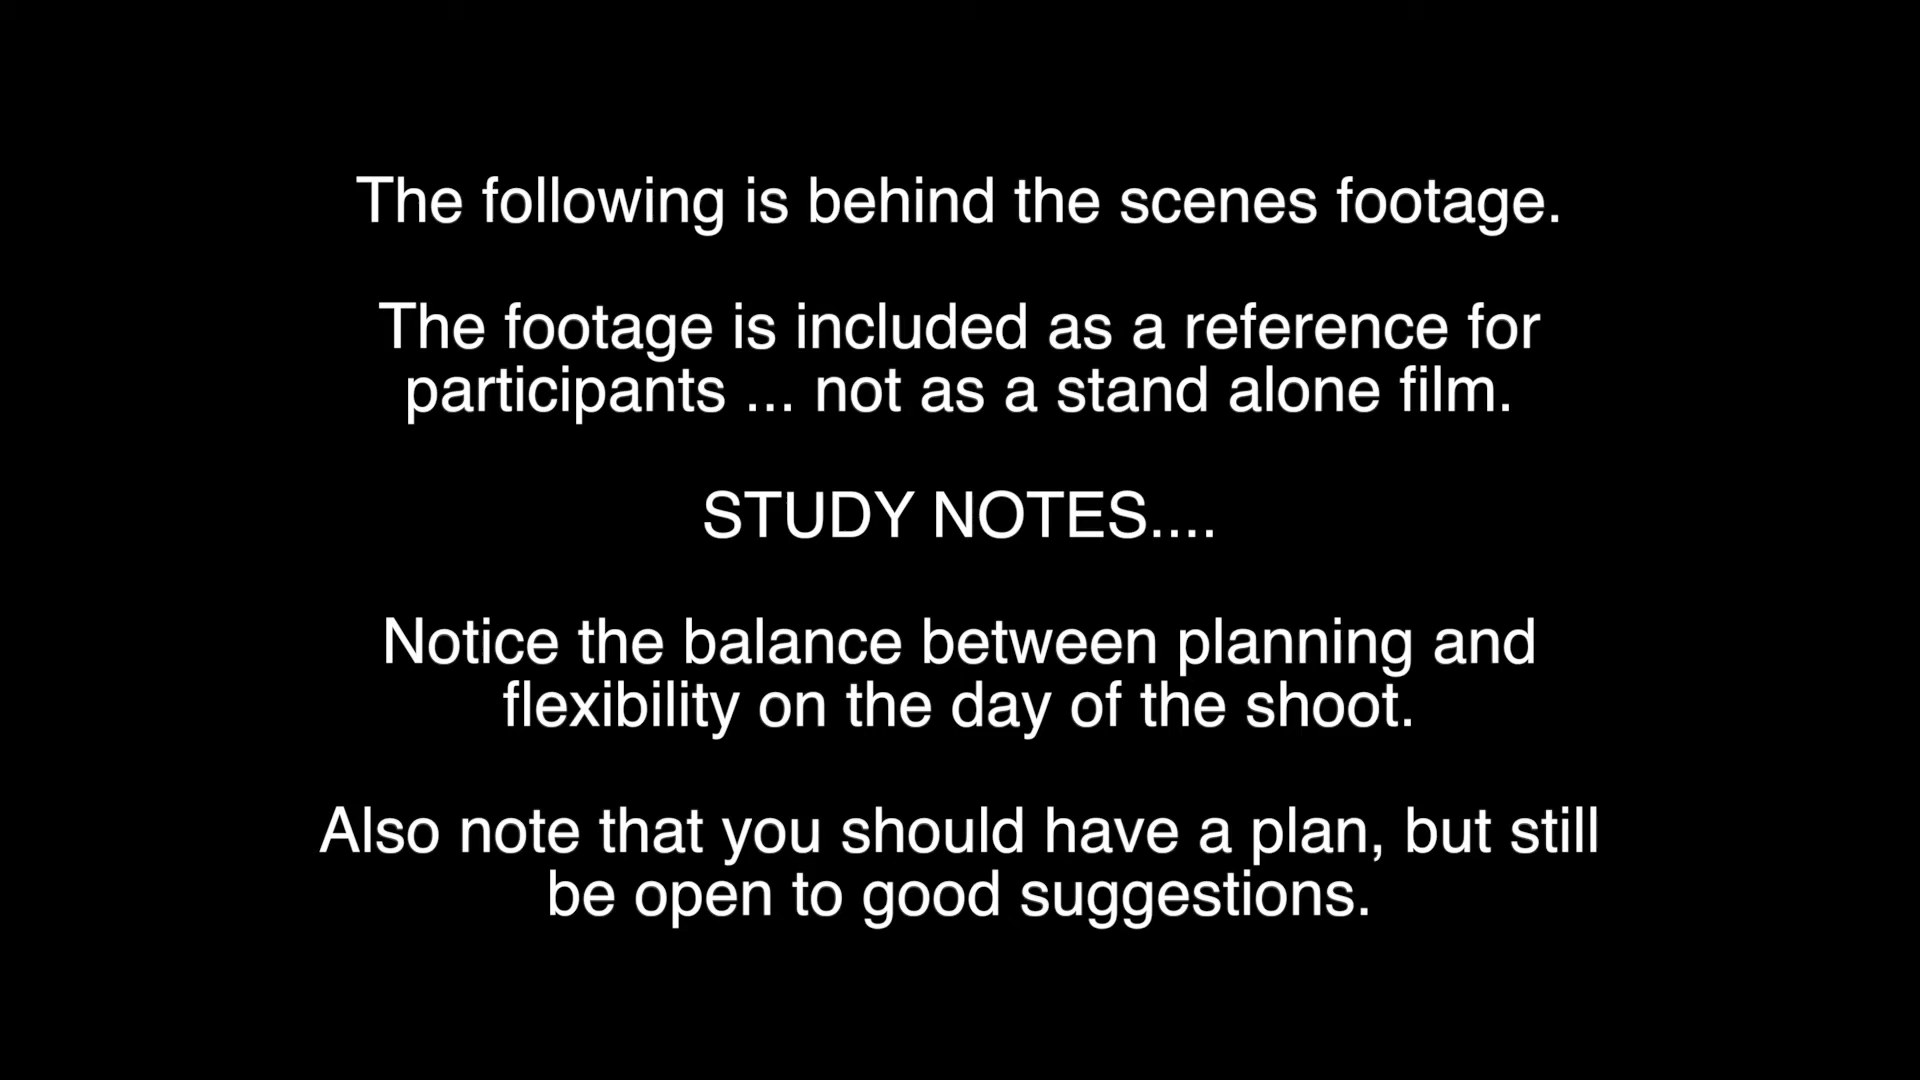 The following is behind the scenes footage.
The footage is included as a reference for
participants ... not as a stand alone film.
STUDY NOTES....
Notice the balance between planning and
flexibility on the day of the shoot.
Also note that you should have a plan, but still
be open to good suggestions.